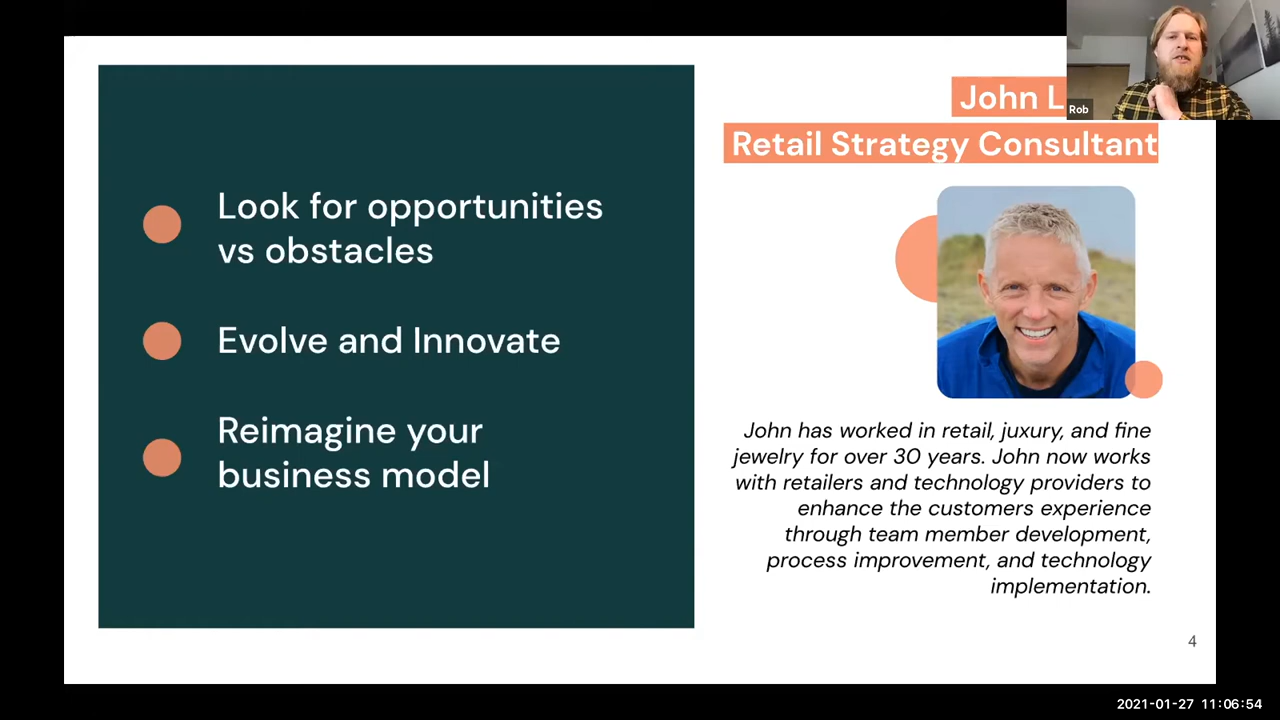 Look for opportunities
vs obstacles
Evolve and Innovate
Reimagine your
business model
John L
Rob
Retail Strategy Consultant
John has worked in retail, juxury, and fine
jewelry for over 30 years. John now works
with retailers and technology providers to
enhance the customers experience
through team member development,
process improvement, and technology
implementation.
4
2021-01-27 11:06:54